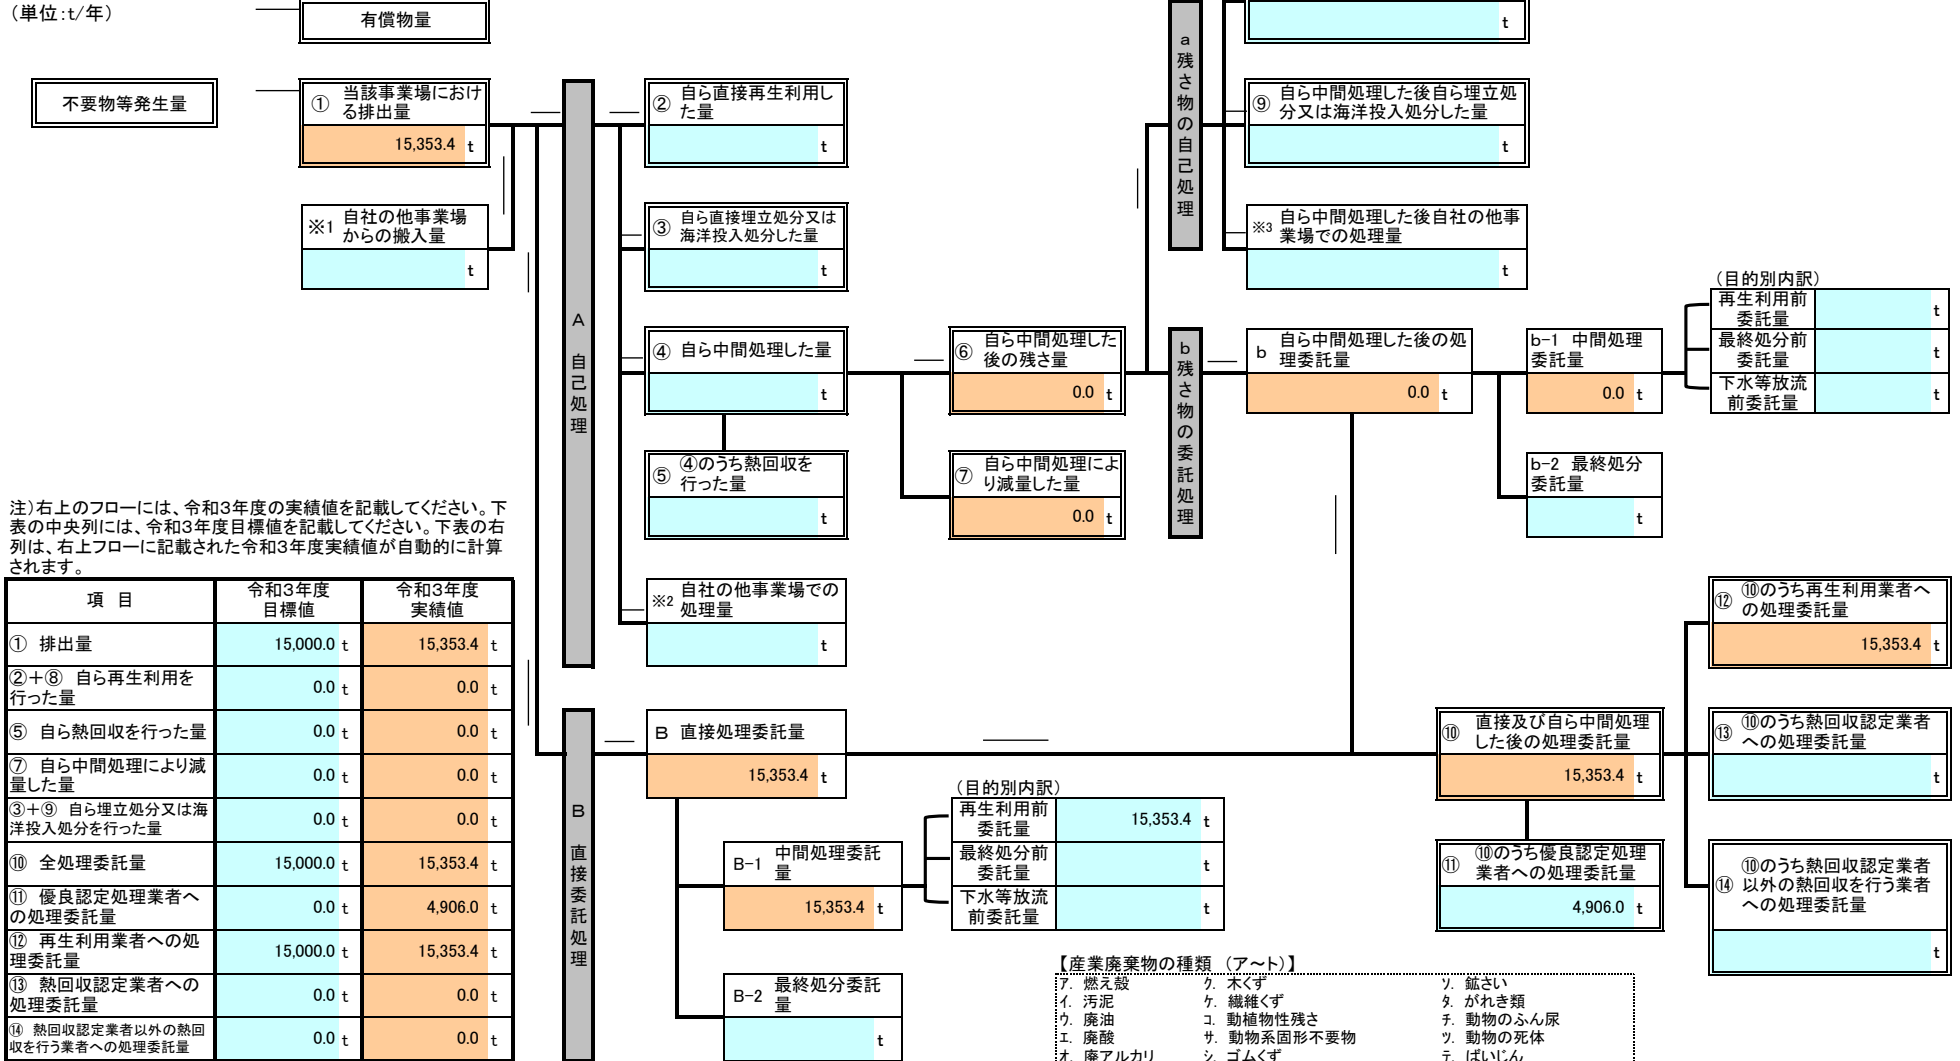 （単位：t/年）
有償物量
t
不要物等発生量
① 当該事業場におけ
る排出量
15,353.4 t
※1 自社の他事業場
からの搬入量
t
A 自己処理
② 自ら直接再生利用し
た量
t
③ 自ら直接埋立処分又は
海洋投入処分した量
t
④ 自ら中間処理した量
t
⑤ ④のうち熱回収を
行った量
t
※2 自社の他事業場での
処理量
t
⑥ 自ら中間処理した
後の残さ量
0.0 t
⑦ 自ら中間処理によ
り減量した量
0.0 t
a 残さ物の自己処理
⑨ 自ら中間処理した後自ら埋立処
分又は海洋投入処分した量
t
※3 自ら中間処理した後自社の他事
業場での処理量
t
b 残さ物の委託処理
b 自ら中間処理した後の処
理委託量
0.0 t
b-1 中間処理
委託量
0.0 t
b-2 最終処分
委託量
t
（目的別内訳）
再生利用前
委託量
t
最終処分前
委託量
t
下水等放流
前委託量
t
注）右上のフローには、令和3年度の実績値を記載してください。下
表の中央列には、令和3年度目標値を記載してください。下表の右
列は、右上フローに記載された令和3年度実績値が自動的に計算
されます。
項 目
令和3年度
目標値
令和3年度
実績値
① 排出量 15,000.0 t 15,353.4 t
②＋⑧ 自ら再生利用を
行った量 0.0 t 0.0 t
⑤ 自ら熱回収を行った量 0.0 t 0.0 t
⑦ 自ら中間処理により減
量した量 0.0 t 0.0 t
③＋⑨ 自ら埋立処分又は海
洋投入処分を行った量 0.0 t 0.0 t
⑩ 全処理委託量 15,000.0 t 15,353.4 t
⑪ 優良認定処理業者へ
の処理委託量 0.0 t 4,906.0 t
⑫ 再生利用業者への処
理委託量 15,000.0 t 15,353.4 t
⑬ 熱回収認定業者への
処理委託量 0.0 t 0.0 t
⑭ 熱回収認定業者以外の熱回
収を行う業者への処理委託量 0.0 t 0.0 t
B 直接委託処理
B 直接処理委託量
15,353.4 t
B-1 中間処理委託
量
15,353.4 t
B-2 最終処分委託
量
t
（目的別内訳）
再生利用前
委託量
15,353.4 t
最終処分前
委託量
t
下水等放流
前委託量
t
⑩ 直接及び自ら中間処理
した後の処理委託量
15,353.4 t
⑪ ⑩のうち優良認定処理
業者への処理委託量
4,906.0 t
⑫ ⑩のうち再生利用業者へ
の処理委託量
15,353.4 t
⑬ ⑩のうち熱回収認定業者
への処理委託量
t
⑭ ⑩のうち熱回収認定業者
以外の熱回収を行う業者
への処理委託量
t
【産業廃棄物の種類 （ア～ト）】
ア. 燃え殻 ク. 木くず ソ. 鉱さい
イ. 汚泥 ケ. 繊維くず タ. がれき類
ウ. 廃油 コ. 動植物性残さ チ. 動物のふん尿
エ. 廃酸 サ. 動物系固形不要物 ツ. 動物の死体
オ. 廃アルカリ シ. ゴムくず テ. ばいじん